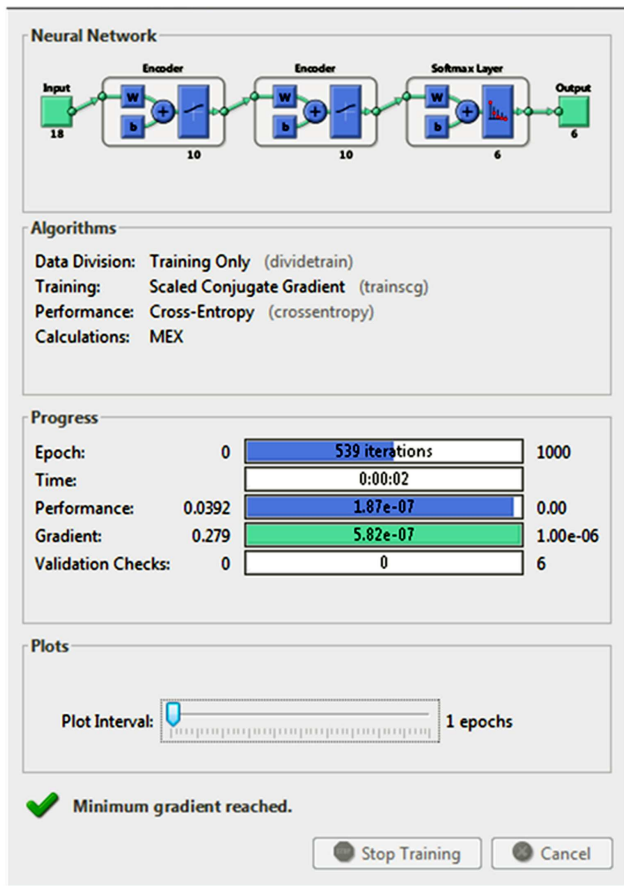 Neural Network
Encoder Encoder Softmax Layer
Input Output
W W W
b b b
+ + +
18 6
10 10 6
Algorithms
Data Division: Training Only (dividetrain)
Training: Scaled Conjugate Gradient (trainscg)
Performance: Cross-Entropy (crossentropy)
Calculations: MEX
Progress
Epoch: 0 539 iterations 1000
Time: 0:00:02
Performance: 0.0392 1.87e-07 0.00
Gradient: 0.279 5.82e-07 1.00e-06
Validation Checks: 0 0 6
Plots
Plot Interval: 1 epochs
Minimum gradient reached.
Stop Training Cancel